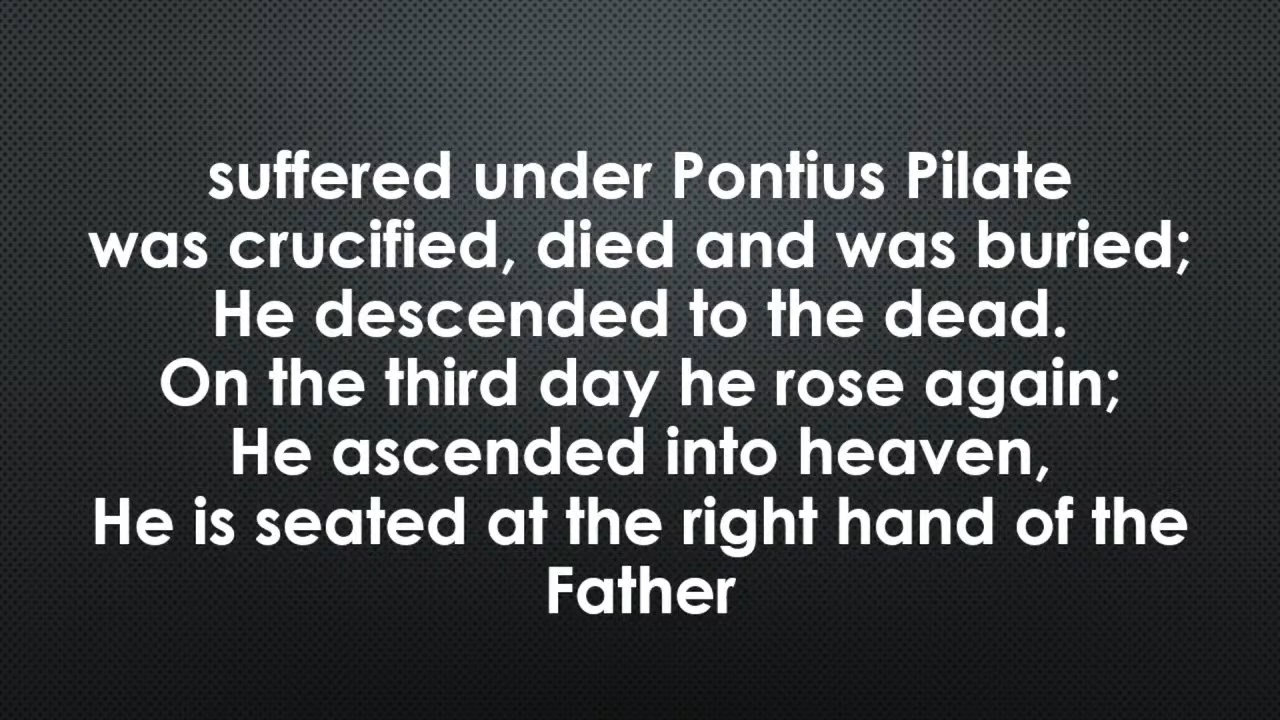 suffered under Pontius Pilate
was crucified, died and was buried;
He descended to the dead.
On the third day he rose again;
He ascended into heaven,
He is seated at the right hand of the
Father